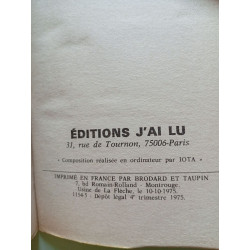 ÉDITIONS J'AI LU
31, rue de Tournon, 75006-Paris
« Composition réalisée en ordinateur par IOTA »
IMPRIMÉ EN FRANCE PAR BRODARD ET TAUPIN
7, bd Romain-Rolland - Montrouge.
Usine de La Flèche, le 10-10-1975.
Dépôt légal 4e trimestre 1975.